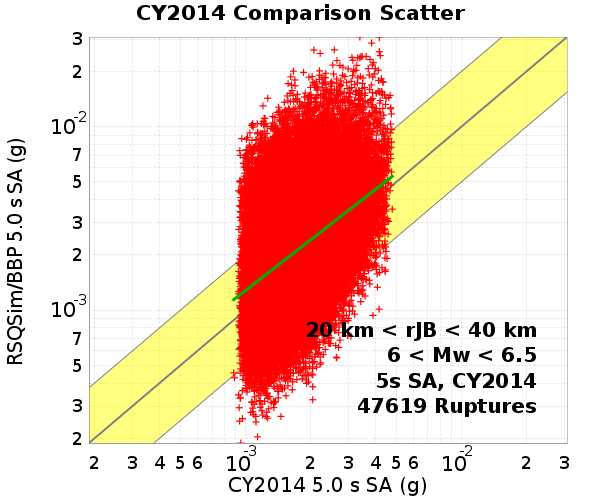 CY2014 Comparison Scatter
RSQSim/BBP 5.0 s SA (g)
3
2
10-2
7
5
3
2
10-3
7
5
3
2
20 km < rJB < 40 km
6 < Mw < 6.5
5s SA, CY2014
47619 Ruptures
2 3 4 5 6 10-3 2 3 4 5 6 10-2 2 3
CY2014 5.0 s SA (g)